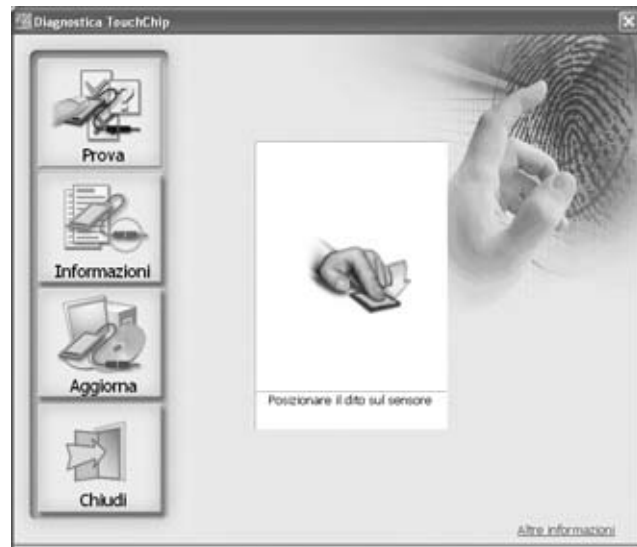 Diagnostica TouchChip
Prova
Informazioni
Aggiorna
Chiudi
Posizionare il dito sul sensore
Altre informazioni